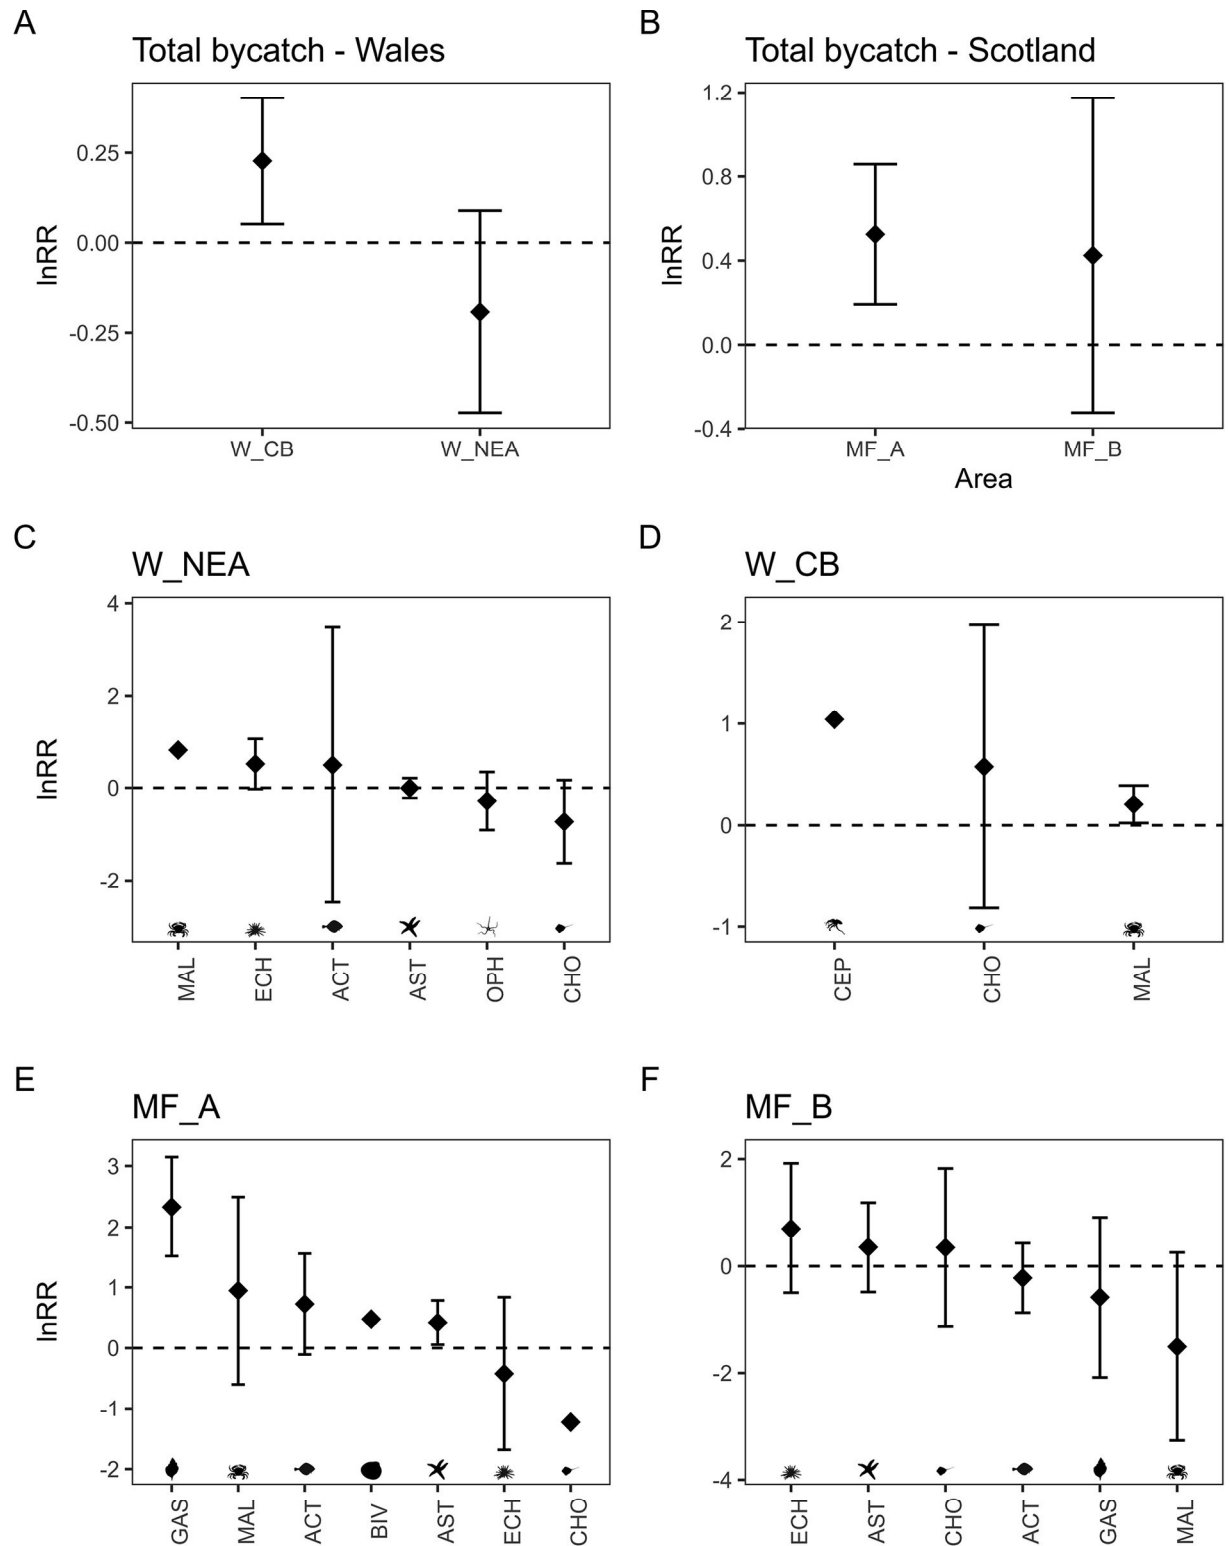 A
Total bycatch - Wales
lnRR
0.25
0.00
-0.25
-0.50
W_CB
W_NEA
B
Total bycatch - Scotland
lnRR
1.2
0.8
0.4
0.0
-0.4
MF_A
MF_B
Area
C
W_NEA
lnRR
4
2
0
-2
MAL
ECH
ACT
AST
OPH
CHO
D
W_CB
2
1
0
-1
CEP
CHO
MAL
E
MF_A
lnRR
3
2
1
0
-1
-2
GAS
MAL
ACT
BIV
AST
ECH
CHO
F
MF_B
2
0
-2
-4
ECH
AST
CHO
ACT
GAS
MAL